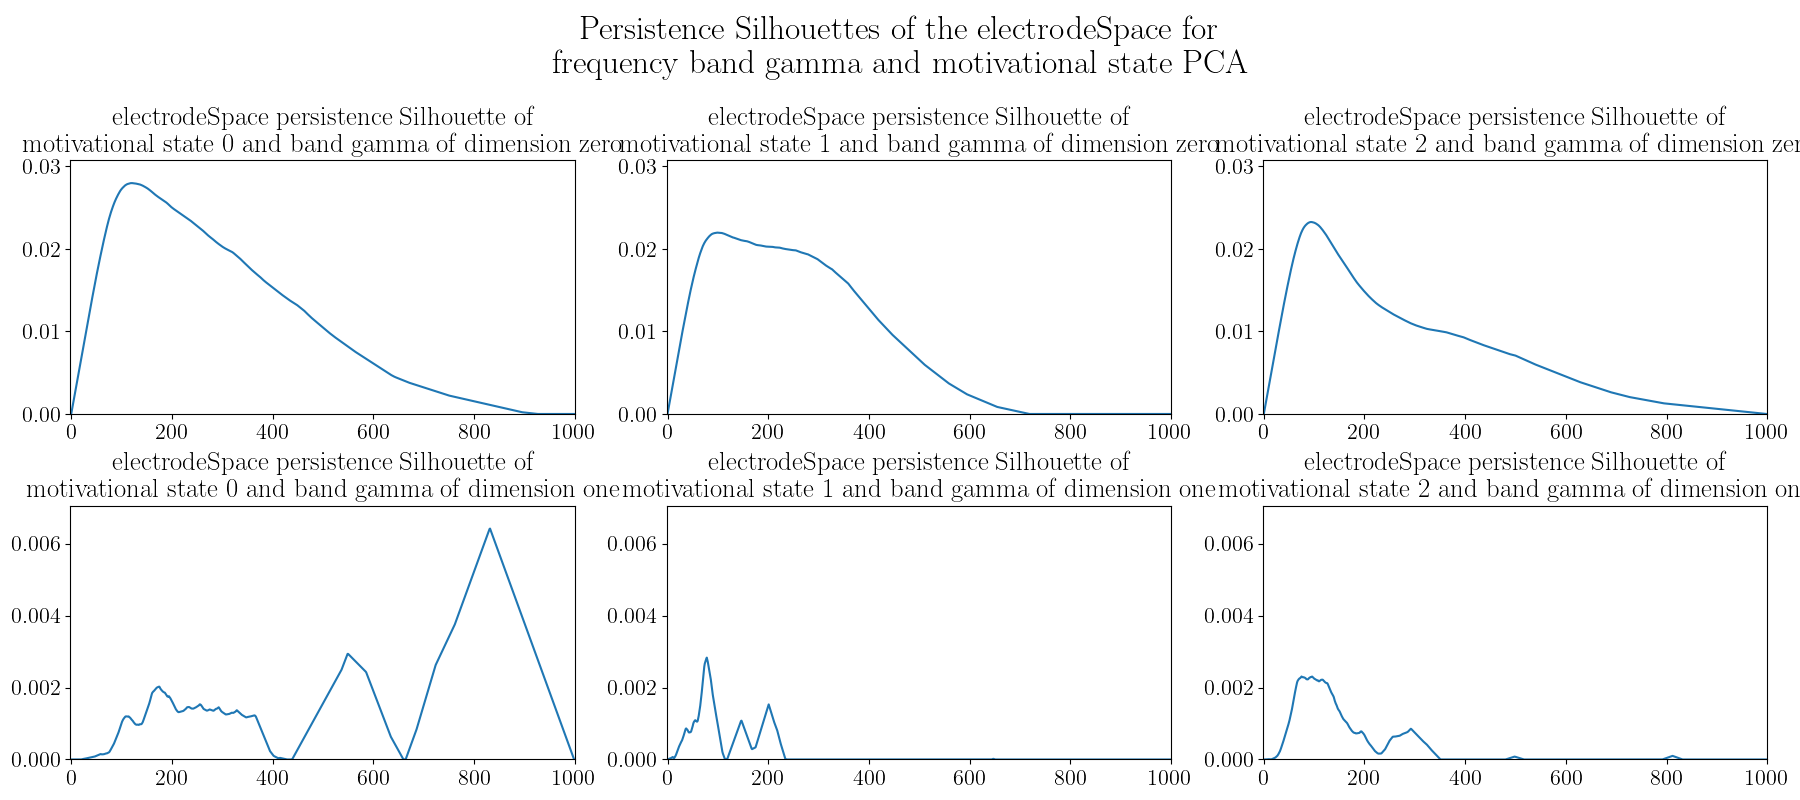 Persistence Silhouettes of the electrodeSpace for
frequency band gamma and motivational state PCA
electrodeSpace persistence Silhouette of
motivational state 0 and band gamma of dimension zero
electrodeSpace persistence Silhouette of
motivational state 1 and band gamma of dimension zero
electrodeSpace persistence Silhouette of
motivational state 2 and band gamma of dimension zer
0.03
0.02
0.01
0.00
0 200 400 600 800 1000
0.03
0.02
0.01
0.00
0 200 400 600 800 1000
0.03
0.02
0.01
0.00
0 200 400 600 800 1000
electrodeSpace persistence Silhouette of
motivational state 0 and band gamma of dimension one
electrodeSpace persistence Silhouette of
motivational state 1 and band gamma of dimension one
electrodeSpace persistence Silhouette of
motivational state 2 and band gamma of dimension on
0.006
0.004
0.002
0.000
0 200 400 600 800 1000
0.006
0.004
0.002
0.000
0 200 400 600 800 1000
0.006
0.004
0.002
0.000
0 200 400 600 800 1000